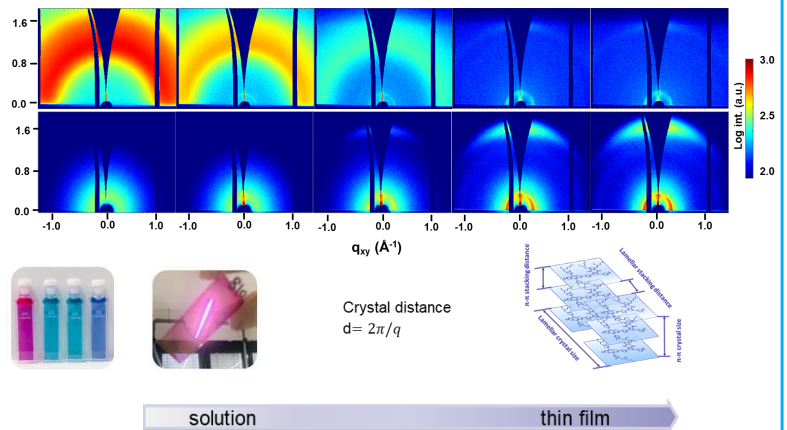 1.6
0.8
0.0
1.6
0.8
0.0
-1.0 0.0 1.0 -1.0 0.0 1.0 -1.0 0.0 1.0 -1.0 0.0 1.0 -1.0 0.0 1.0
qxy (Å-1)
3.0
2.5
2.0
Log int. (a.u.)
Crystal distance
d= 2π/q
π-π stacking distance
Lamellar stacking distance
Lamellar crystal size
π-π crystal size
solution
thin film